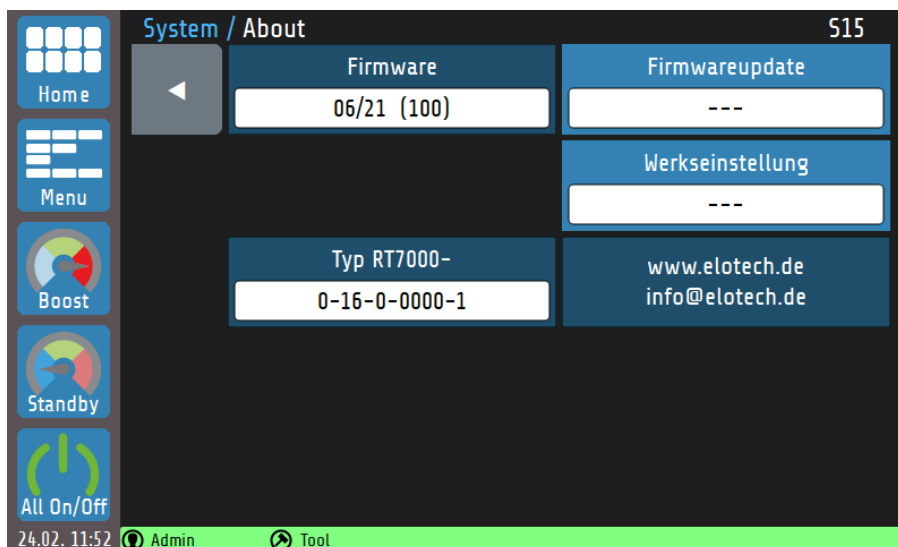 System / About
S15
Home
Menu
Boost
Standby
All On/Off
24.02. 11:52
Firmware
06/21 (100)
Firmwareupdate
---
Werkseinstellung
---
Typ RT7000-
0-16-0-0000-1
www.elotech.de
info@elotech.de
Admin
Tool